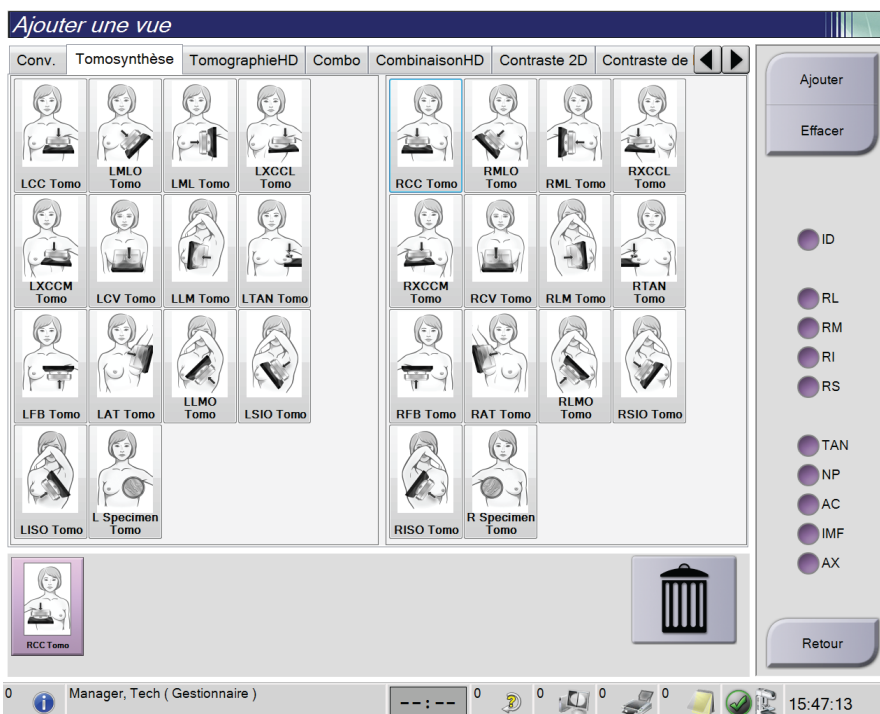 Ajouter une vue
Conv. Tomosynthèse TomographieHD Combo CombinaisonHD Contraste 2D Contraste de
LCC Tomo
LMLO
Tomo
LML Tomo
LXCCL
Tomo
LXCCM
Tomo
LCV Tomo
LLM Tomo
LTAN Tomo
LFB Tomo
LAT Tomo
LLMO
Tomo
LSIO Tomo
LISO Tomo
L Specimen
Tomo
RCC Tomo
RMLO
Tomo
RML Tomo
RXCCL
Tomo
RXCCM
Tomo
RCV Tomo
RLM Tomo
RTAN
Tomo
RFB Tomo
RAT Tomo
RLMO
Tomo
RSIO Tomo
RISO Tomo
R Specimen
Tomo
Ajouter
Effacer
ID
RL
RM
RI
RS
TAN
NP
AC
IMF
AX
Retour
RCC Tomo
0 Manager, Tech ( Gestionnaire ) --:-- 0 0 0 0 15:47:13